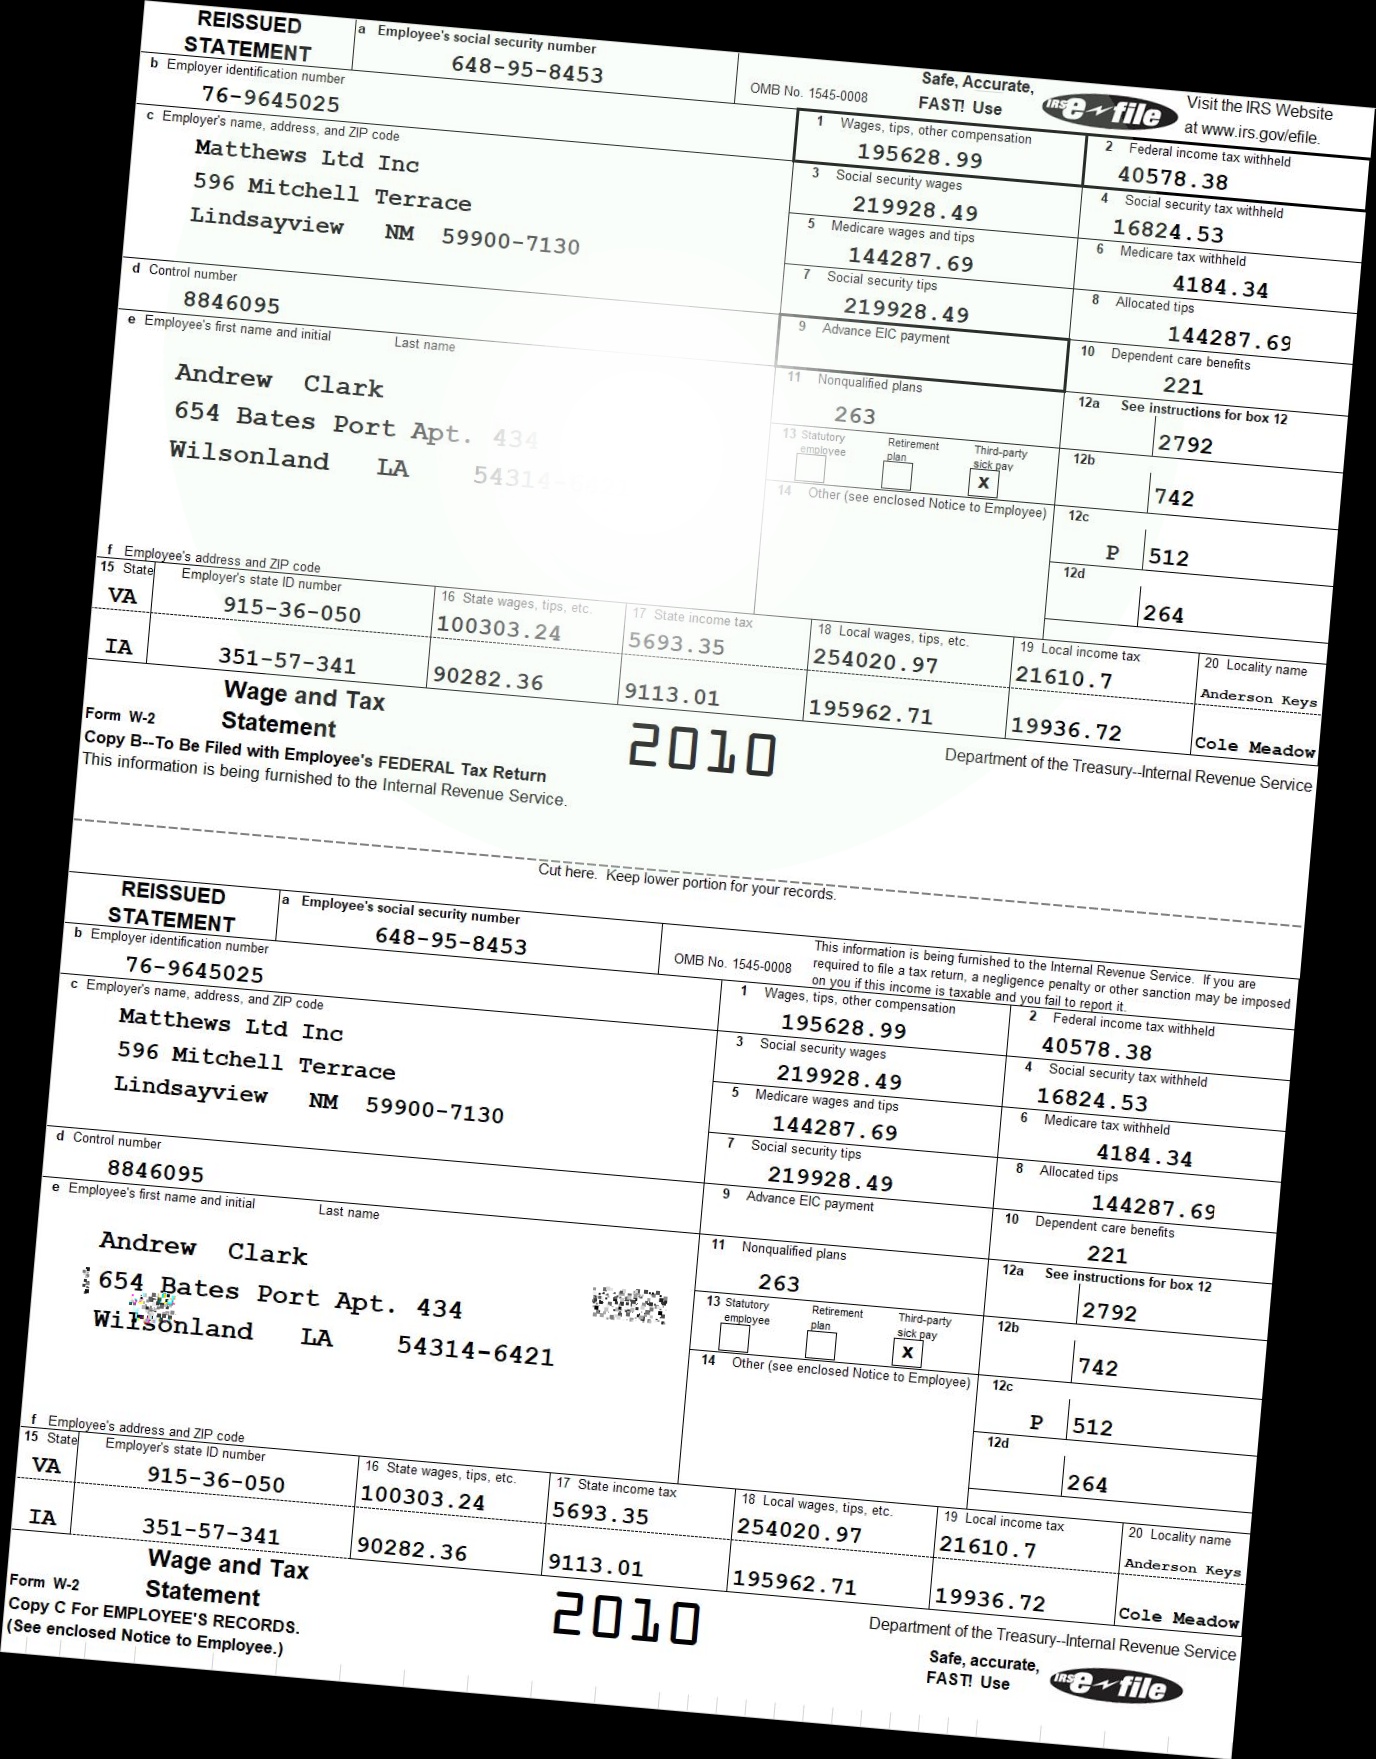 REISSUED STATEMENT
a Employee's social security number
648-95-8453
OMB No. 1545-0008
Safe, Accurate,
FAST! Use
IRS e-file
Visit the IRS Website
at www.irs.gov/efile.
b Employer identification number
76-9645025
c Employer's name, address, and ZIP code
Matthews Ltd Inc
596 Mitchell Terrace
Lindsayview NM 59900-7130
1 Wages, tips, other compensation
195628.99
2 Federal income tax withheld
40578.38
3 Social security wages
219928.49
4 Social security tax withheld
16824.53
5 Medicare wages and tips
144287.69
6 Medicare tax withheld
4184.34
d Control number
8846095
7 Social security tips
219928.49
8 Allocated tips
144287.69
e Employee's first name and initial Last name
Andrew Clark
654 Bates Port Apt. 434
Wilsonland LA
9 Advance EIC payment
10 Dependent care benefits
221
11 Nonqualified plans
263
12a See instructions for box 12
2792
13 Statutory employee
Retirement plan
Third-party sick pay
X
12b
742
14 Other (see enclosed Notice to Employee)
12c
P 512
12d
264
f Employee's address and ZIP code
15 State Employer's state ID number
16 State wages, tips, etc.
17 State income tax
18 Local wages, tips, etc.
19 Local income tax
20 Locality name
VA 915-36-050 100303.24 5693.35 254020.97 21610.7 Anderson Keys
IA 351-57-341 90282.36 9113.01 195962.71 19936.72 Cole Meadow
Form W-2
Wage and Tax
Statement
2010
Department of the Treasury--Internal Revenue Service
Copy B--To Be Filed with Employee's FEDERAL Tax Return
This information is being furnished to the Internal Revenue Service.
Cut here. Keep lower portion for your records.
REISSUED STATEMENT
a Employee's social security number
648-95-8453
OMB No. 1545-0008
This information is being furnished to the Internal Revenue Service. If you are
required to file a tax return, a negligence penalty or other sanction may be imposed
on you if this income is taxable and you fail to report it.
b Employer identification number
76-9645025
c Employer's name, address, and ZIP code
Matthews Ltd Inc
596 Mitchell Terrace
Lindsayview NM 59900-7130
1 Wages, tips, other compensation
195628.99
2 Federal income tax withheld
40578.38
3 Social security wages
219928.49
4 Social security tax withheld
16824.53
5 Medicare wages and tips
144287.69
6 Medicare tax withheld
4184.34
d Control number
8846095
7 Social security tips
219928.49
8 Allocated tips
144287.69
e Employee's first name and initial Last name
Andrew Clark
654 Bates Port Apt. 434
Wilsonland LA 54314-6421
9 Advance EIC payment
10 Dependent care benefits
221
11 Nonqualified plans
263
12a See instructions for box 12
2792
13 Statutory employee
Retirement plan
Third-party sick pay
X
12b
742
14 Other (see enclosed Notice to Employee)
12c
P 512
12d
264
f Employee's address and ZIP code
15 State Employer's state ID number
16 State wages, tips, etc.
17 State income tax
18 Local wages, tips, etc.
19 Local income tax
20 Locality name
VA 915-36-050 100303.24 5693.35 254020.97 21610.7 Anderson Keys
IA 351-57-341 90282.36 9113.01 195962.71 19936.72 Cole Meadow
Form W-2
Wage and Tax
Statement
2010
Department of the Treasury--Internal Revenue Service
Copy C For EMPLOYEE'S RECORDS.
(See enclosed Notice to Employee.)
Safe, accurate,
FAST! Use
IRS e-file